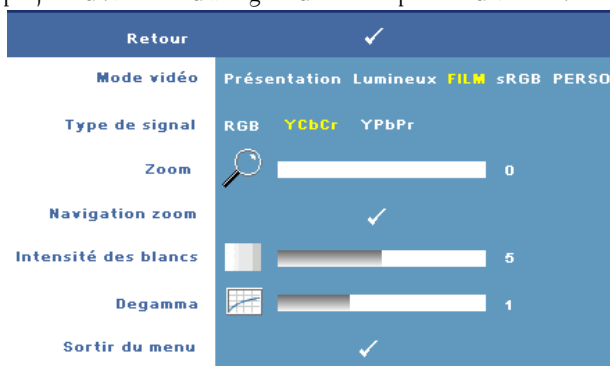 Retour
Mode vidéo Présentation Lumineux FILM sRGB PERSO
Type de signal RGB YCbCr YPbPr
Zoom 0
Navigation zoom
Intensité des blancs 5
Degamma 1
Sortir du menu